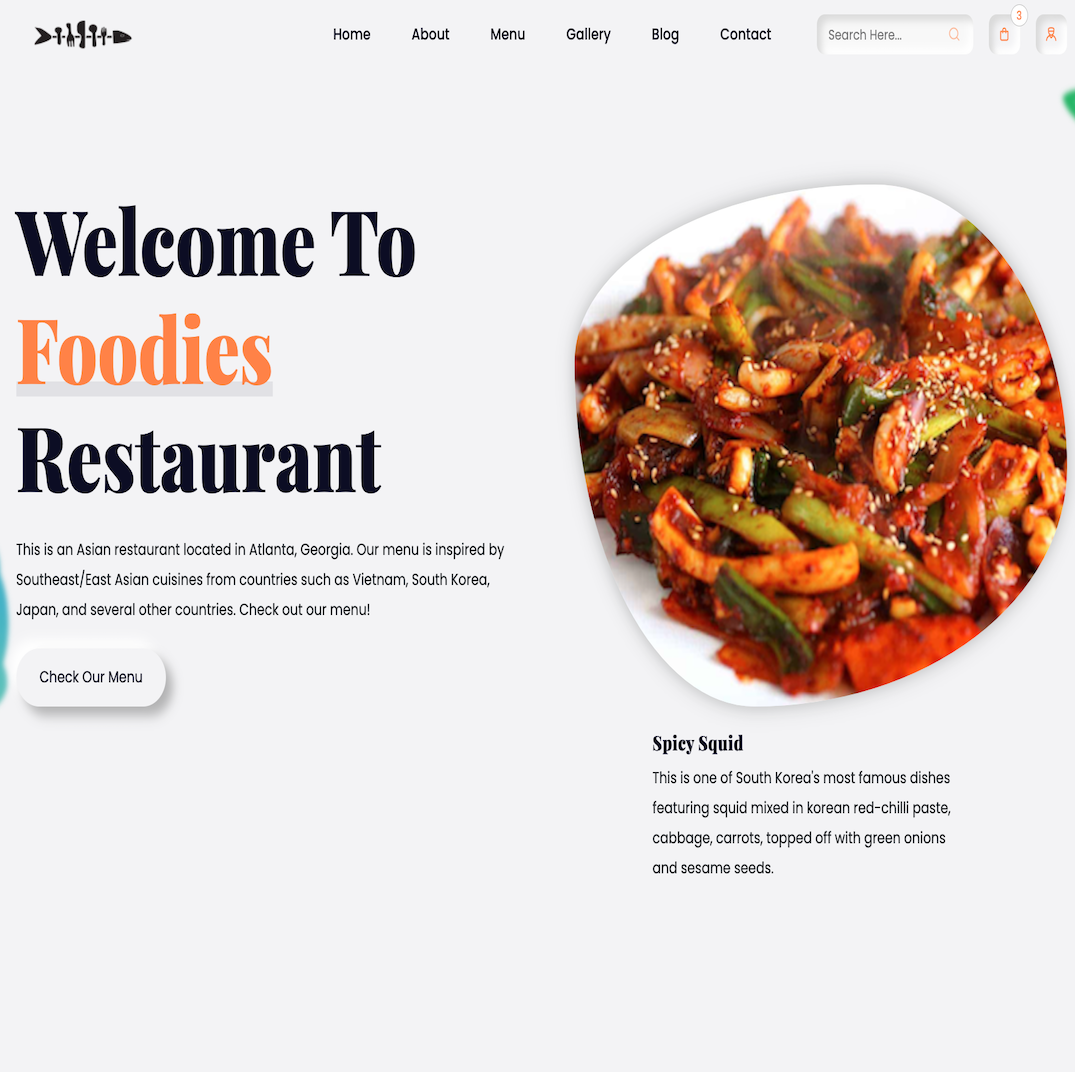 Home About Menu Gallery Blog Contact Search Here... 3
Welcome To
Foodies
Restaurant
This is an Asian restaurant located in Atlanta, Georgia. Our menu is inspired by
Southeast/East Asian cuisines from countries such as Vietnam, South Korea,
Japan, and several other countries. Check out our menu!
Check Our Menu
Spicy Squid
This is one of South Korea's most famous dishes
featuring squid mixed in korean red-chilli paste,
cabbage, carrots, topped off with green onions
and sesame seeds.